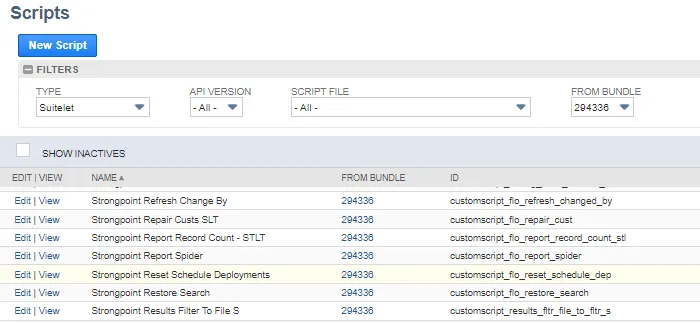 Scripts
New Script
FILTERS
TYPE API VERSION SCRIPT FILE FROM BUNDLE
Suitelet - All - - All - 294336
SHOW INACTIVES
EDIT | VIEW NAME FROM BUNDLE ID
Edit | View Strongpoint Refresh Change By 294336 customscript_flo_refresh_changed_by
Edit | View Strongpoint Repair Custs SLT 294336 customscript_flo_repair_cust
Edit | View Strongpoint Report Record Count - STLT 294336 customscript_flo_report_record_count_stl
Edit | View Strongpoint Report Spider 294336 customscript_flo_report_spider
Edit | View Strongpoint Reset Schedule Deployments 294336 customscript_flo_reset_schedule_dep
Edit | View Strongpoint Restore Search 294336 customscript_flo_restore_search
Edit | View Strongpoint Results Filter To File S 294336 customscript_results_fltr_file_to_fltr_s